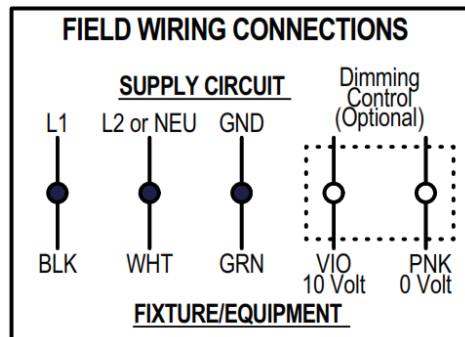 FIELD WIRING CONNECTIONS
SUPPLY CIRCUIT
Dimming
Control
(Optional)
L1 L2 or NEU GND
BLK WHT GRN VIO PNK
10 Volt 0 Volt
FIXTURE/EQUIPMENT